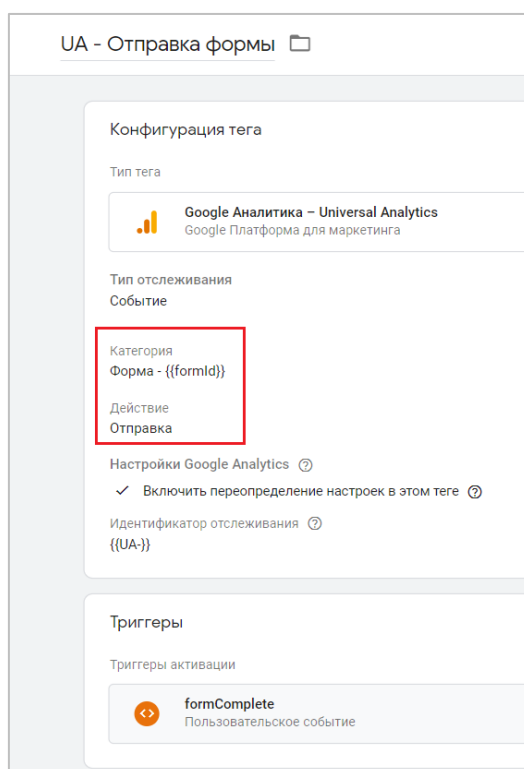 UA - Отправка формы
Конфигурация тега
Тип тега
Google Аналитика – Universal Analytics
Google Платформа для маркетинга
Тип отслеживания
Событие
Категория
Форма - {{formId}}
Действие
Отправка
Настройки Google Analytics
Включить переопределение настроек в этом теге
Идентификатор отслеживания
{{UA-}}
Триггеры
Триггеры активации
formComplete
Пользовательское событие